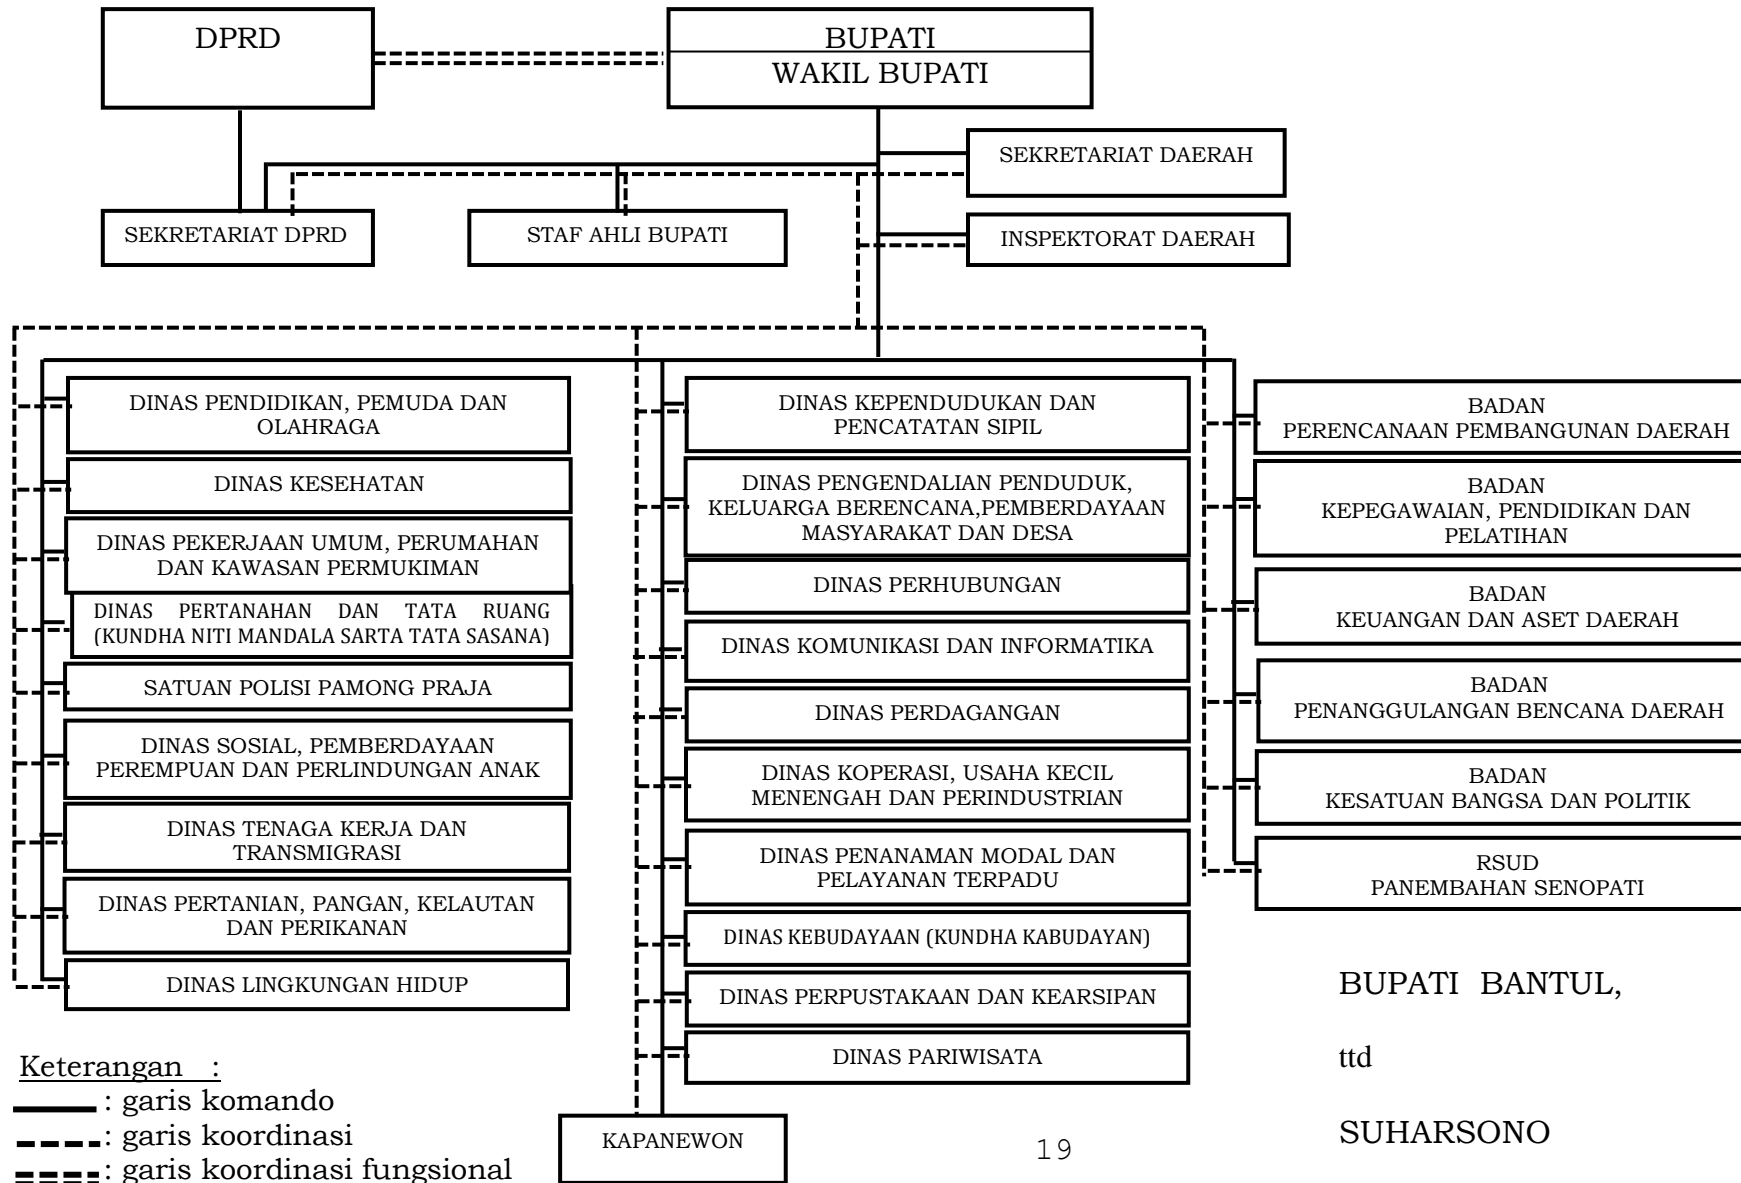 DPRD
BUPATI
WAKIL BUPATI
SEKRETARIAT DAERAH
SEKRETARIAT DPRD
STAF AHLI BUPATI
INSPEKTORAT DAERAH
DINAS PENDIDIKAN, PEMUDA DAN
OLAHRAGA
DINAS KESEHATAN
DINAS PEKERJAAN UMUM, PERUMAHAN
DAN KAWASAN PERMUKIMAN
DINAS PERTANAHAN DAN TATA RUANG
(KUNDHA NITI MANDALA SARTA TATA SASANA)
SATUAN POLISI PAMONG PRAJA
DINAS SOSIAL, PEMBERDAYAAN
PEREMPUAN DAN PERLINDUNGAN ANAK
DINAS TENAGA KERJA DAN
TRANSMIGRASI
DINAS PERTANIAN, PANGAN, KELAUTAN
DAN PERIKANAN
DINAS LINGKUNGAN HIDUP
DINAS KEPENDUDUKAN DAN
PENCATATAN SIPIL
DINAS PENGENDALIAN PENDUDUK,
KELUARGA BERENCANA,PEMBERDAYAAN
MASYARAKAT DAN DESA
DINAS PERHUBUNGAN
DINAS KOMUNIKASI DAN INFORMATIKA
DINAS PERDAGANGAN
DINAS KOPERASI, USAHA KECIL
MENENGAH DAN PERINDUSTRIAN
DINAS PENANAMAN MODAL DAN
PELAYANAN TERPADU
DINAS KEBUDAYAAN (KUNDHA KABUDAYAN)
DINAS PERPUSTAKAAN DAN KEARSIPAN
DINAS PARIWISATA
KAPANEWON
BADAN
PERENCANAAN PEMBANGUNAN DAERAH
BADAN
KEPEGAWAIAN, PENDIDIKAN DAN
PELATIHAN
BADAN
KEUANGAN DAN ASET DAERAH
BADAN
PENANGGULANGAN BENCANA DAERAH
BADAN
KESATUAN BANGSA DAN POLITIK
RSUD
PANEMBAHAN SENOPATI
BUPATI BANTUL,
ttd
SUHARSONO
Keterangan :
: garis komando
: garis koordinasi
: garis koordinasi fungsional
19